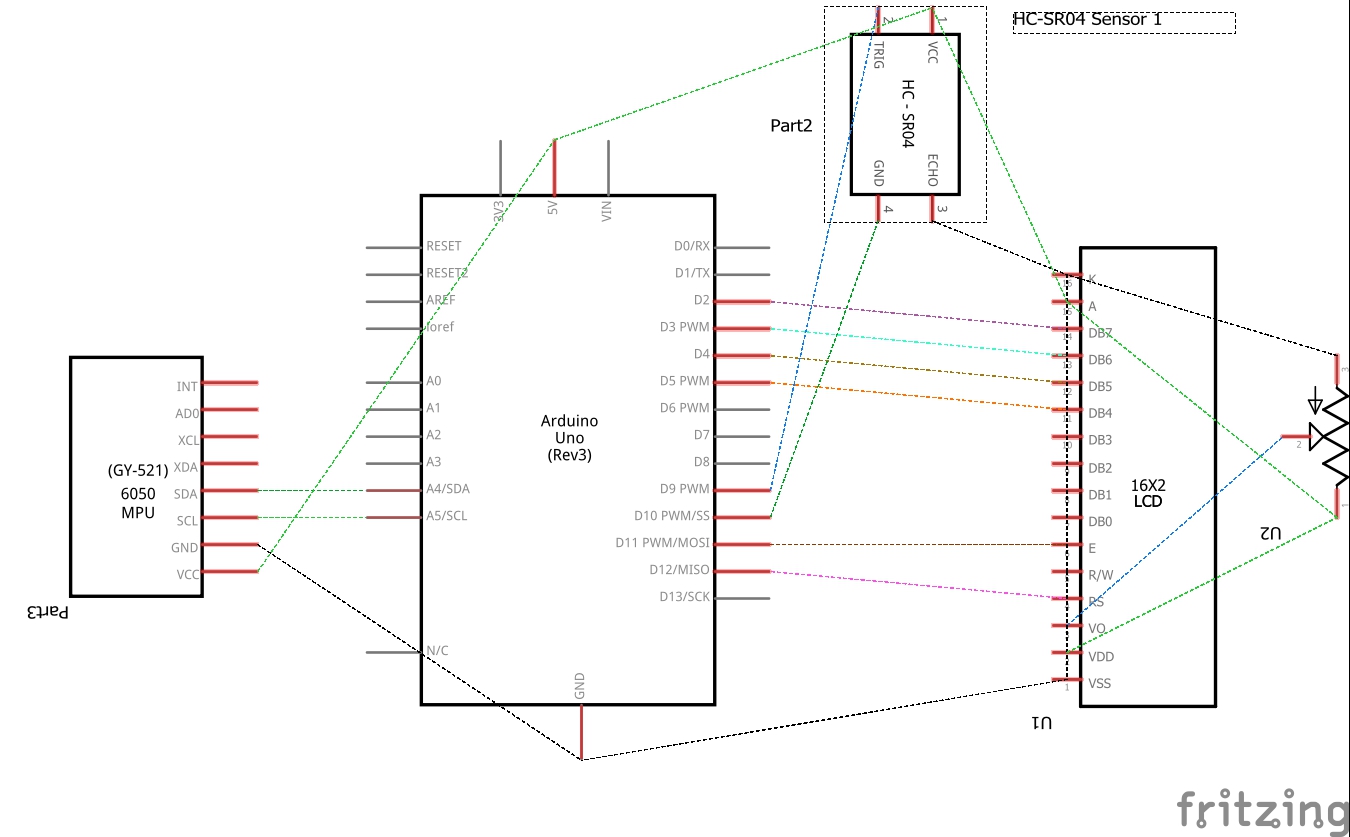 HC-SR04 Sensor 1
2
1
TRIG
VCC
HC - SR04
Part2
GND
ECHO
4
3
3V3
5V
VIN
RESET
RESET2
AREF
ioref
A0
A1
A2
A3
A4/SDA
A5/SCL
N/C
D0/RX
D1/TX
D2
D3 PWM
D4
D5 PWM
D6 PWM
D7
D8
D9 PWM
D10 PWM/SS
D11 PWM/MOSI
D12/MISO
D13/SCK
Arduino
Uno
(Rev3)
GND
INT
AD0
XCL
XDA
SDA
SCL
GND
VCC
(GY-521)
6050
MPU
Part3
K
A
DB7
DB6
DB5
DB4
DB3
DB2
DB1
DB0
E
R/W
RS
VO
VDD
VSS
1
16X2
LCD
U1
3
2
1
U2
fritzing